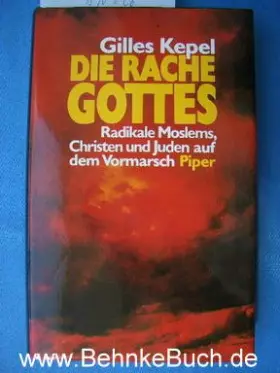 Gilles Kepel
DIE RACHE
GOTTES
Radikale Moslems,
Christen und Juden auf
dem Vormarsch Piper
www.BehnkeBuch.de